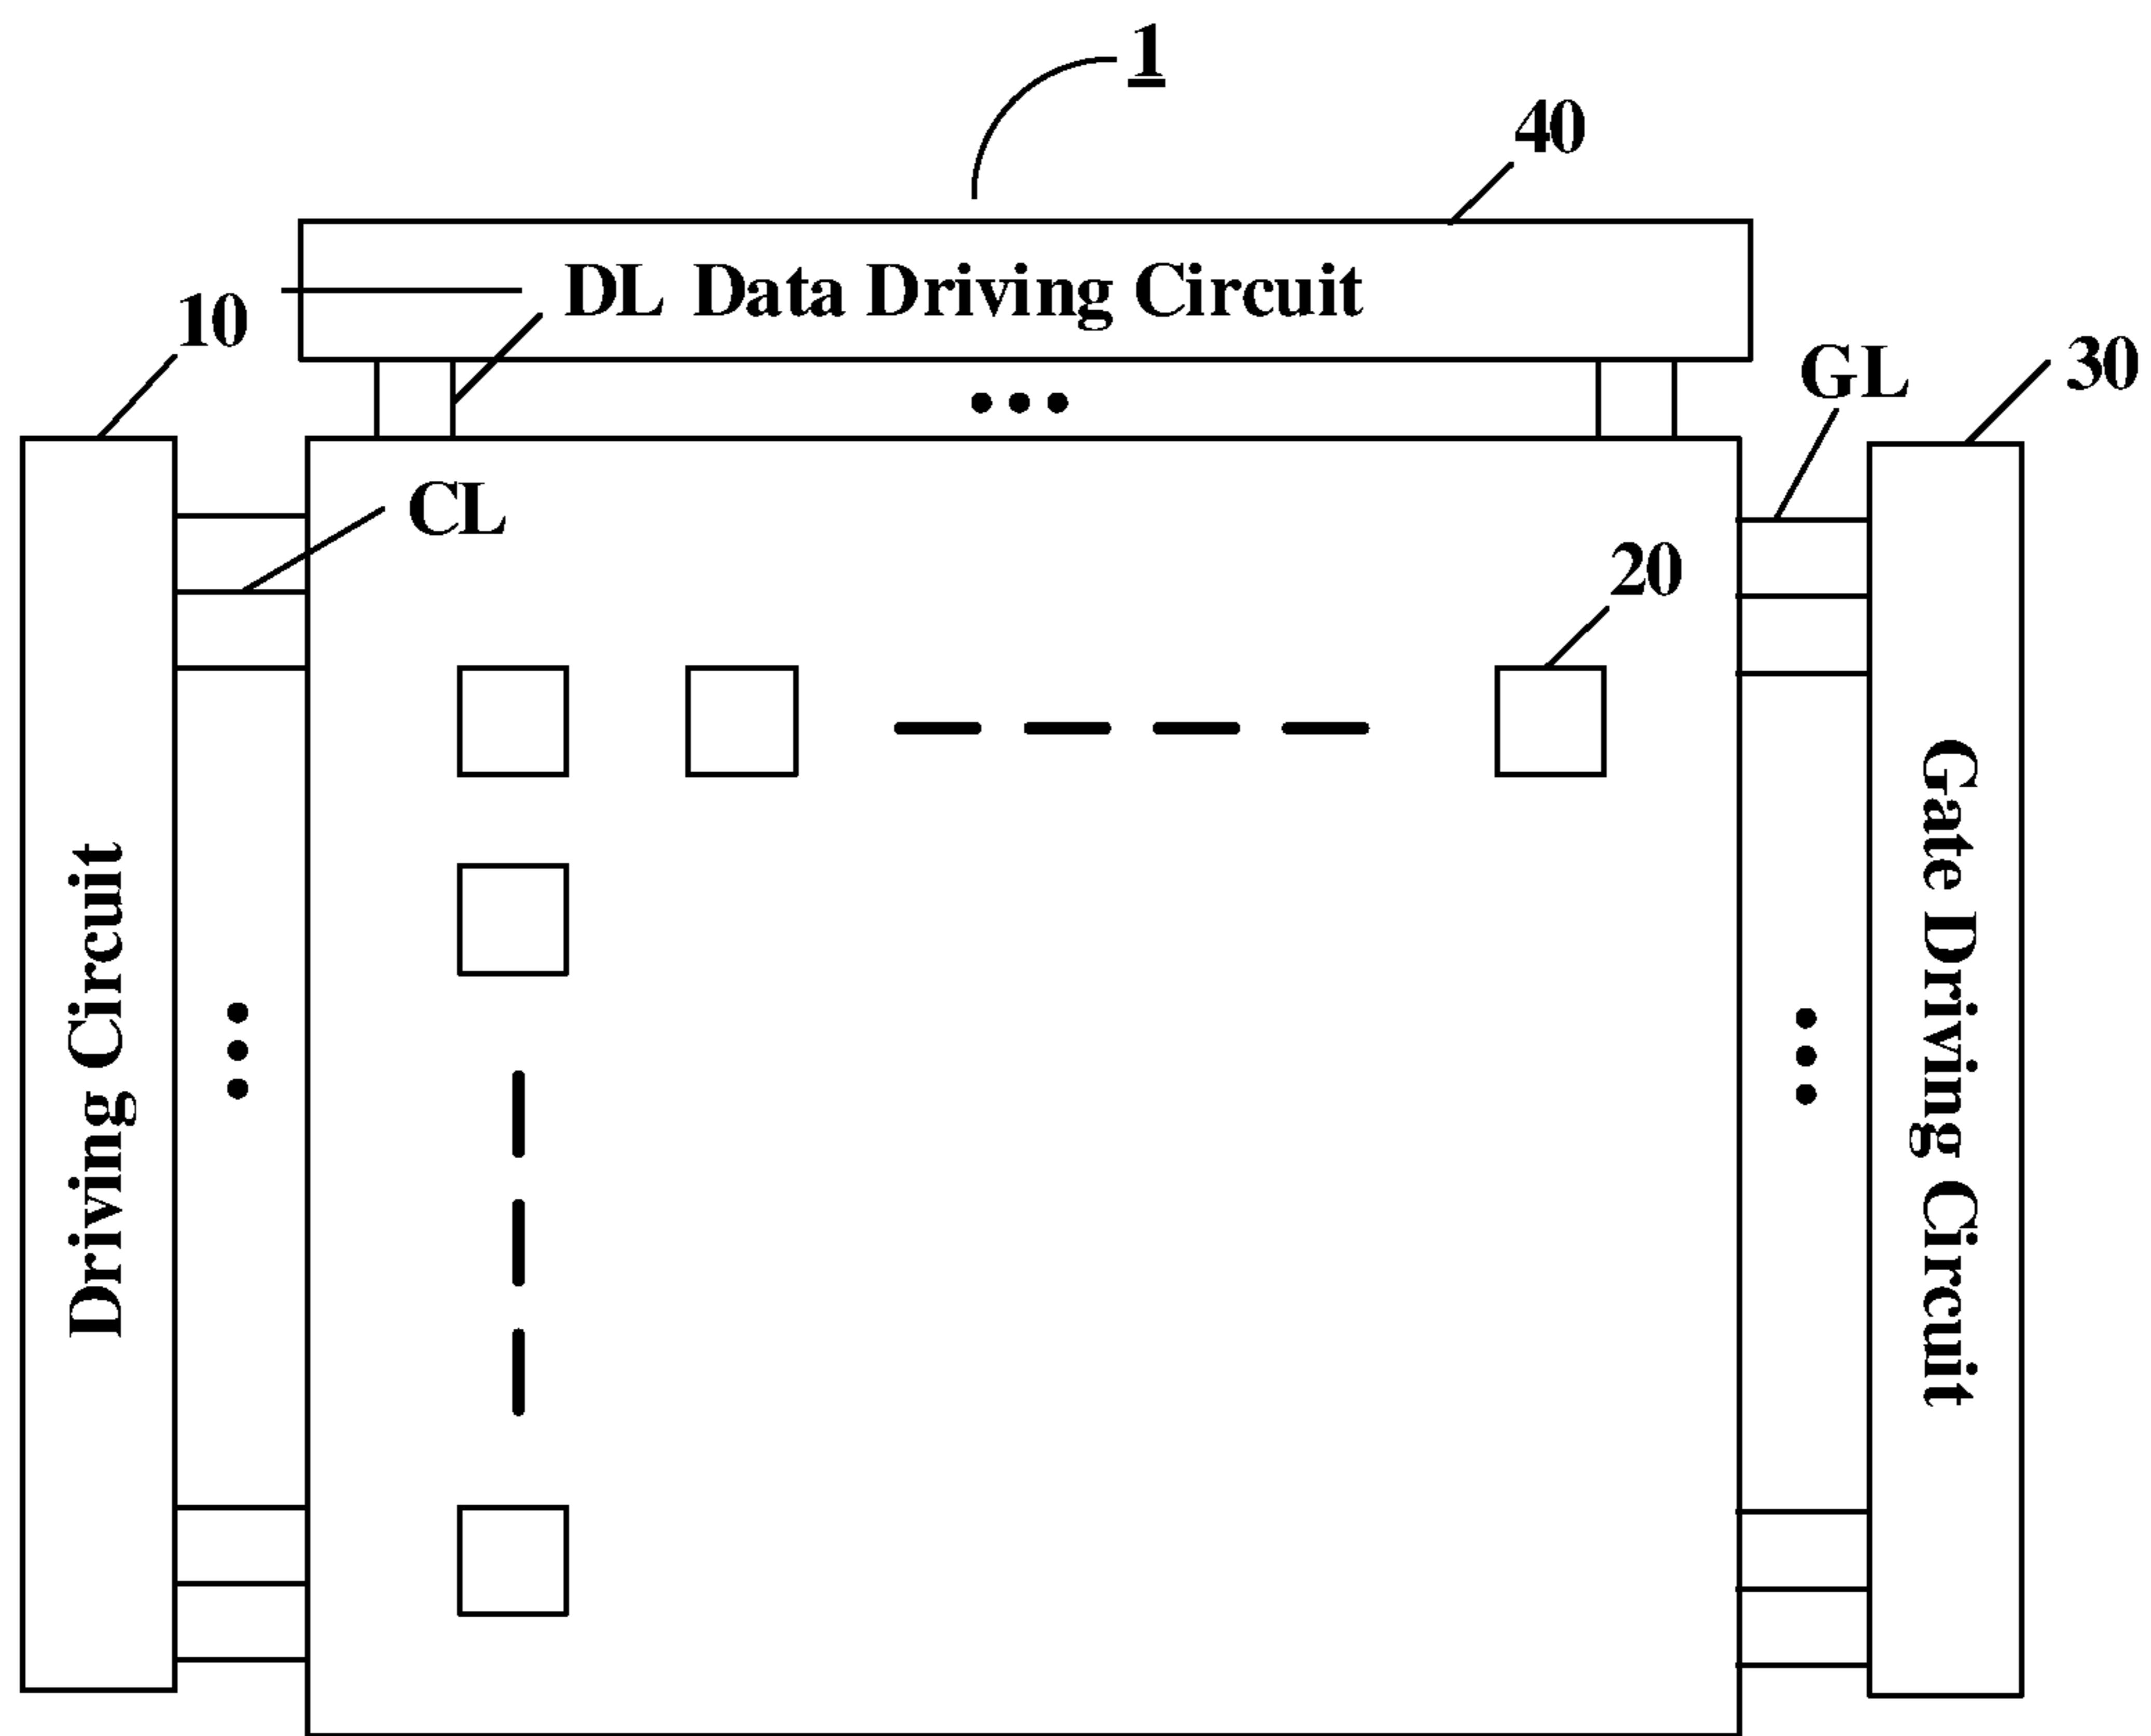 1
40
DL Data Driving Circuit
10
GL
30
CL
20
Driving Circuit
Gate Driving Circuit